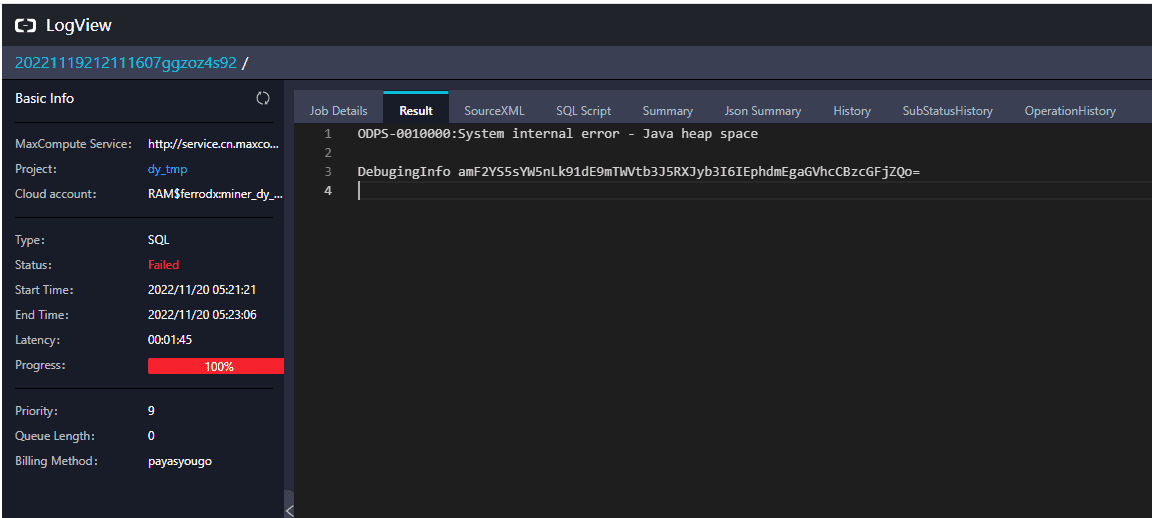 LogView
20221119212111607ggzoz4s92 /
Basic Info
MaxCompute Service: http://service.cn.maxco...
Project: dy_tmp
Cloud account: RAM$ferrodx:miner_dy_...
Type: SQL
Status: Failed
Start Time: 2022/11/20 05:21:21
End Time: 2022/11/20 05:23:06
Latency: 00:01:45
Progress: 100%
Priority: 9
Queue Length: 0
Billing Method: payasyougo
Job Details Result SourceXML SQL Script Summary Json Summary History SubStatusHistory OperationHistory
1 ODPS-0010000:System internal error - Java heap space
2
3 DebugingInfo amF2YS5sYW5nLk91dE9mTWVtb3J5RXJyb3I6IEphdmEgaGVhcCBzcGFjZQo=
4